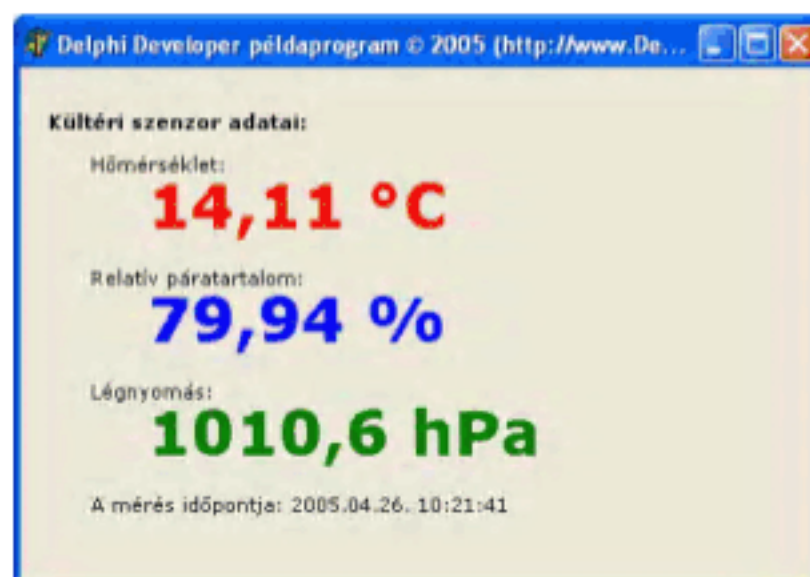 Delphi Developer példaprogram © 2005 (http://www.De...
Kültéri szenzor adatai:
Hőmérséklet:
14,11 °C
Relatív páratartalom:
79,94 %
Légnyomás:
1010,6 hPa
A mérés időpontja: 2005.04.26. 10:21:41